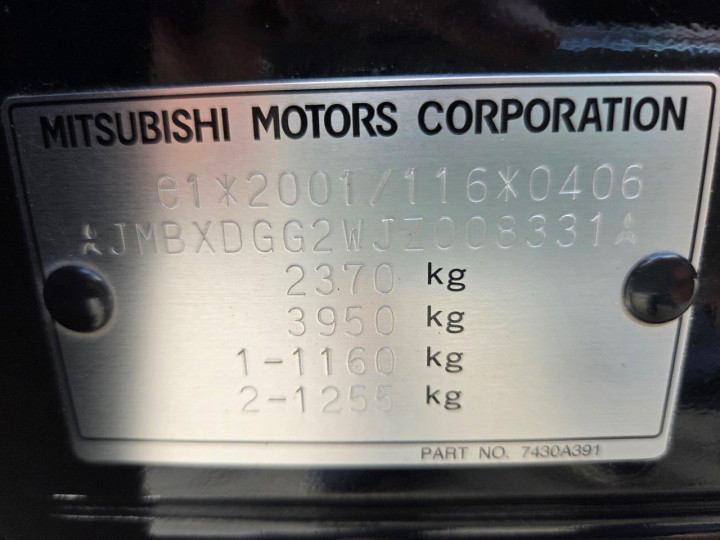 MITSUBISHI MOTORS CORPORATION
e1*2001/116*0406
JMBXDGG2WJZ008331
2370 kg
3950 kg
1-1160 kg
2-1255 kg
PART NO. 7430A391